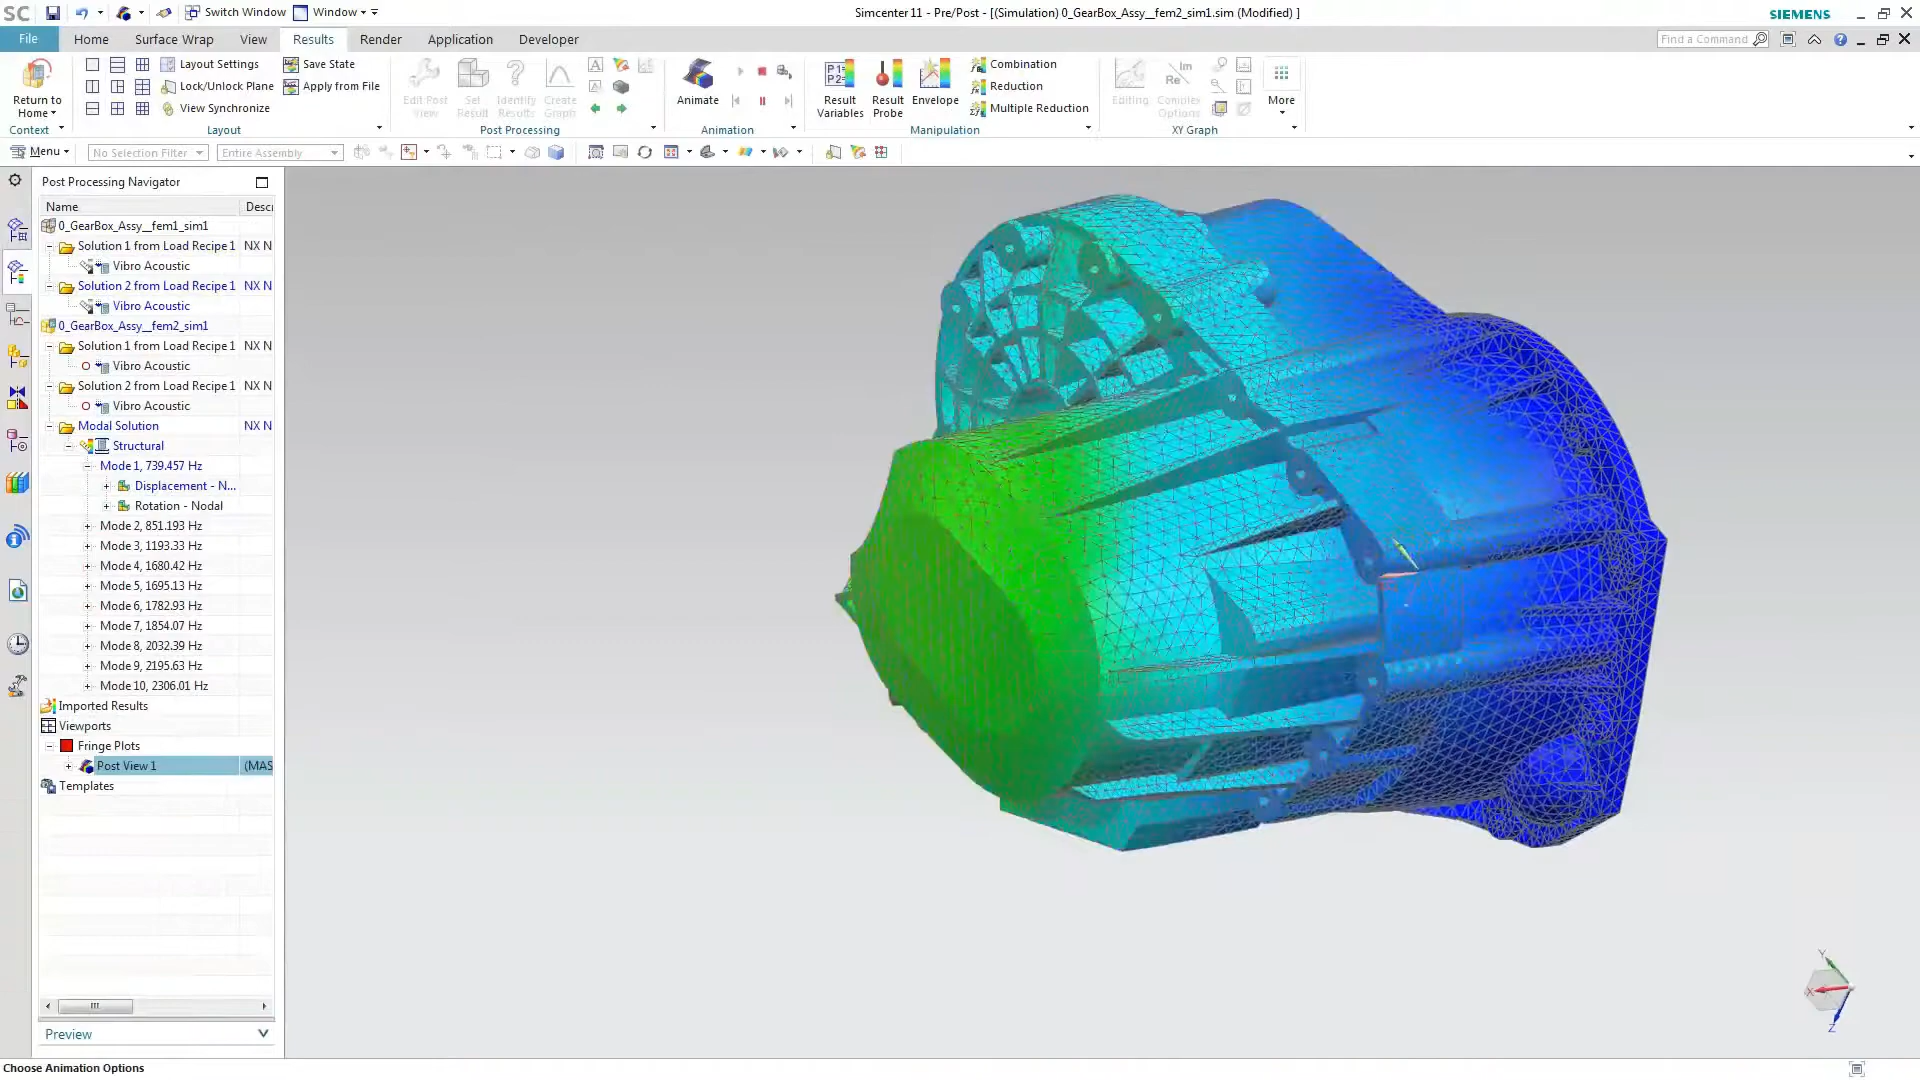 SC Switch Window Window Simcenter 11 - Pre/Post - [(Simulation) 0_GearBox_Assy__fem2_sim1.sim (Modified) ] SIEMENS
File Home Surface Wrap View Results Render Application Developer Find a Command
Return to Home
Context
Layout Settings
Lock/Unlock Plane
View Synchronize
Save State
Apply from File
Layout
Edit Post View
Set Result
Identify Results
Create Graph
Post Processing
Animate
Animation
Result Variables
Result Probe
Envelope
Combination
Reduction
Multiple Reduction
Manipulation
Editing
Complex Options
XY Graph
More
Menu No Selection Filter Entire Assembly
Post Processing Navigator
Name Descr
0_GearBox_Assy__fem1_sim1
Solution 1 from Load Recipe 1 NX N
Vibro Acoustic
Solution 2 from Load Recipe 1 NX N
Vibro Acoustic
0_GearBox_Assy__fem2_sim1
Solution 1 from Load Recipe 1 NX N
Vibro Acoustic
Solution 2 from Load Recipe 1 NX N
Vibro Acoustic
Modal Solution NX N
Structural
Mode 1, 739.457 Hz
Displacement - N...
Rotation - Nodal
Mode 2, 851.193 Hz
Mode 3, 1193.33 Hz
Mode 4, 1680.42 Hz
Mode 5, 1695.13 Hz
Mode 6, 1782.93 Hz
Mode 7, 1854.07 Hz
Mode 8, 2032.39 Hz
Mode 9, 2195.63 Hz
Mode 10, 2306.01 Hz
Imported Results
Viewports
Fringe Plots
Post View 1 (MAS
Templates
Y
X
Z
Preview
Choose Animation Options